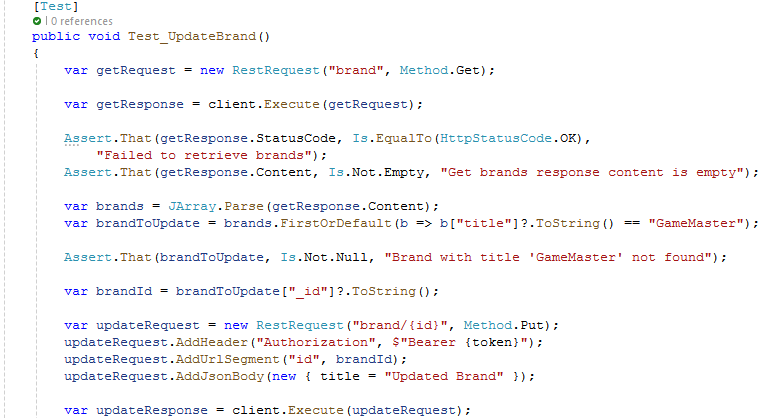 [Test]
| 0 references
public void Test_UpdateBrand()
{
var getRequest = new RestRequest("brand", Method.Get);
var getResponse = client.Execute(getRequest);
Assert.That(getResponse.StatusCode, Is.EqualTo(HttpStatusCode.OK),
"Failed to retrieve brands");
Assert.That(getResponse.Content, Is.Not.Empty, "Get brands response content is empty");
var brands = JArray.Parse(getResponse.Content);
var brandToUpdate = brands.FirstOrDefault(b => b["title"]?.ToString() == "GameMaster");
Assert.That(brandToUpdate, Is.Not.Null, "Brand with title 'GameMaster' not found");
var brandId = brandToUpdate["_id"]?.ToString();
var updateRequest = new RestRequest("brand/{id}", Method.Put);
updateRequest.AddHeader("Authorization", $"Bearer {token}");
updateRequest.AddUrlSegment("id", brandId);
updateRequest.AddJsonBody(new { title = "Updated Brand" });
var updateResponse = client.Execute(updateRequest);